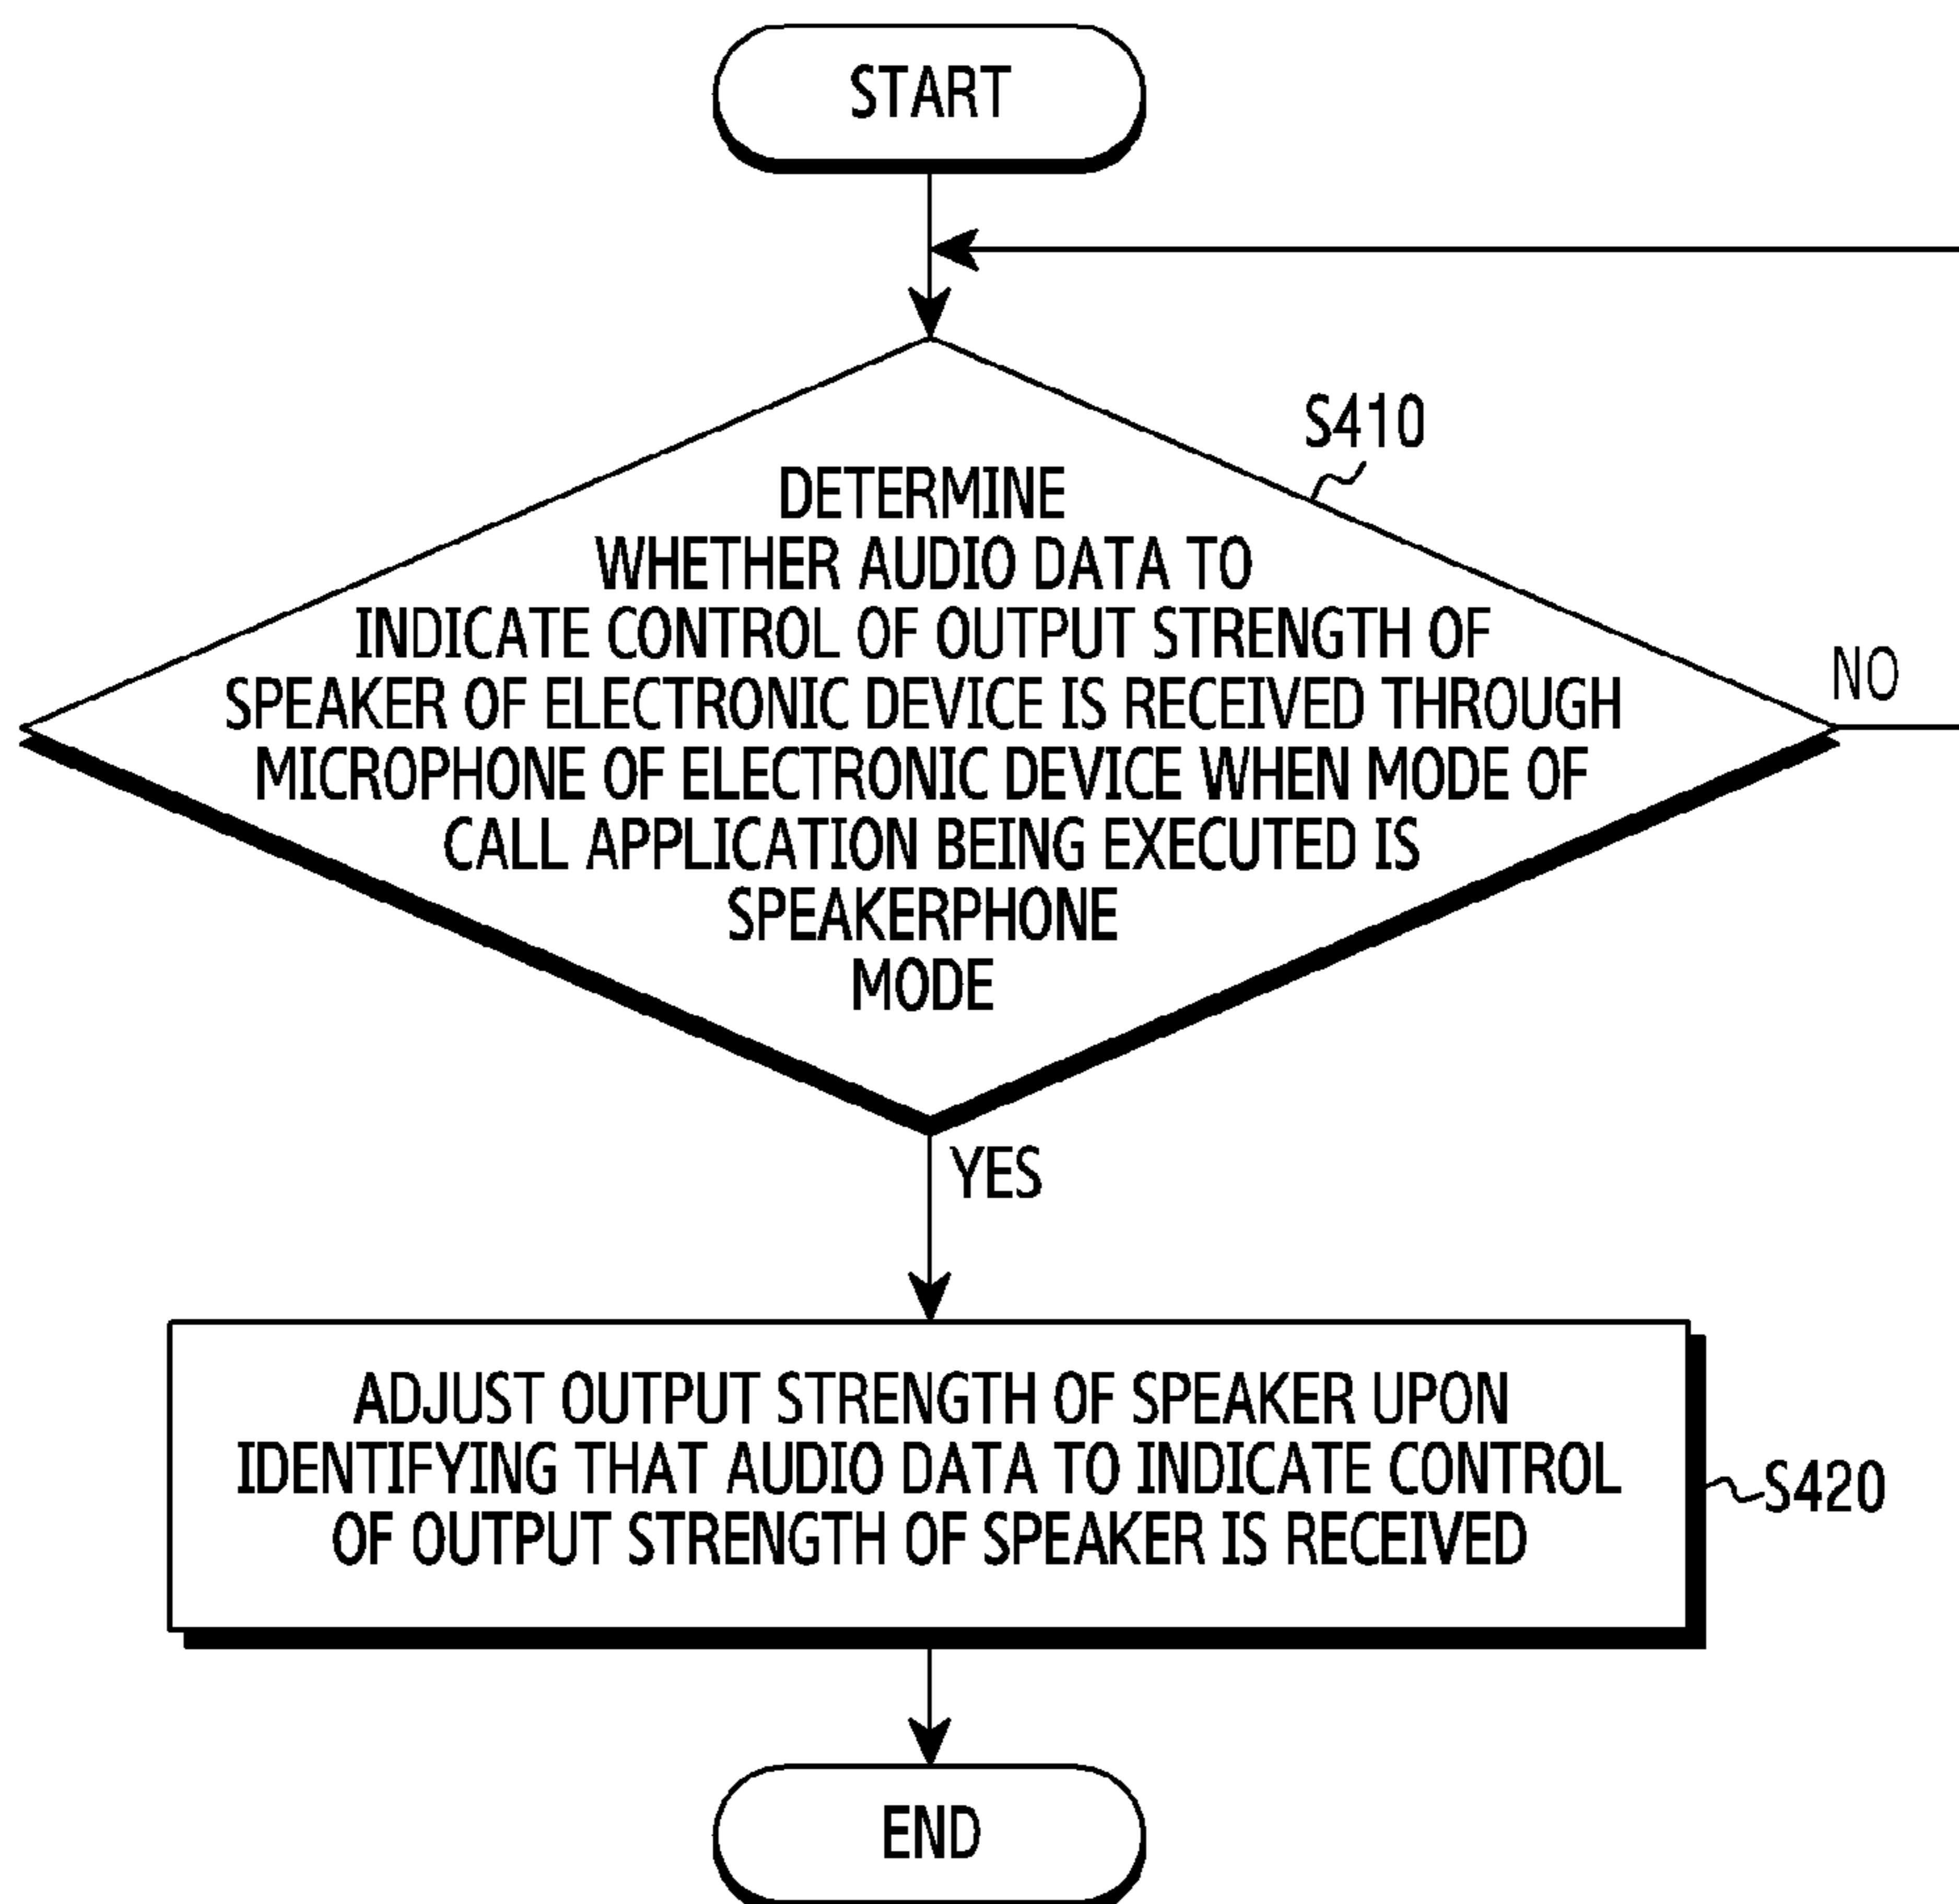 START
S410
DETERMINE
WHETHER AUDIO DATA TO
INDICATE CONTROL OF OUTPUT STRENGTH OF
SPEAKER OF ELECTRONIC DEVICE IS RECEIVED THROUGH
MICROPHONE OF ELECTRONIC DEVICE WHEN MODE OF
CALL APPLICATION BEING EXECUTED IS
SPEAKERPHONE
MODE
NO
YES
ADJUST OUTPUT STRENGTH OF SPEAKER UPON
IDENTIFYING THAT AUDIO DATA TO INDICATE CONTROL
OF OUTPUT STRENGTH OF SPEAKER IS RECEIVED
S420
END